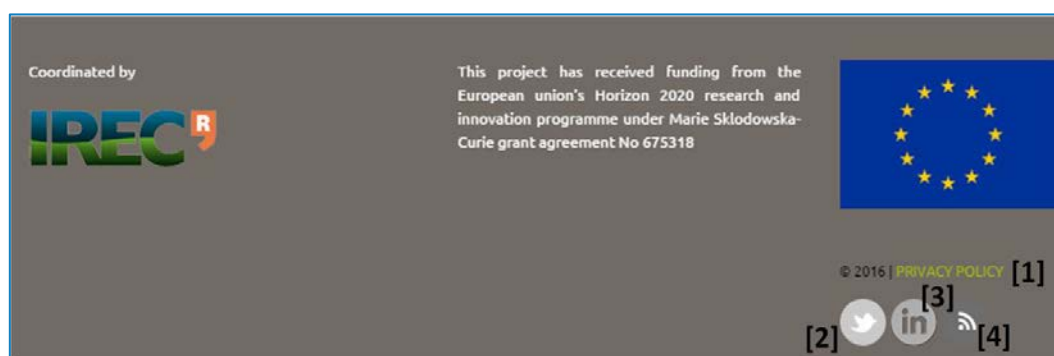 Coordinated by
IREC R
This project has received funding from the
European union's Horizon 2020 research and
innovation programme under Marie Sklodowska-
Curie grant agreement No 675318
© 2016 | PRIVACY POLICY [1]
[3]
[2] in [4]